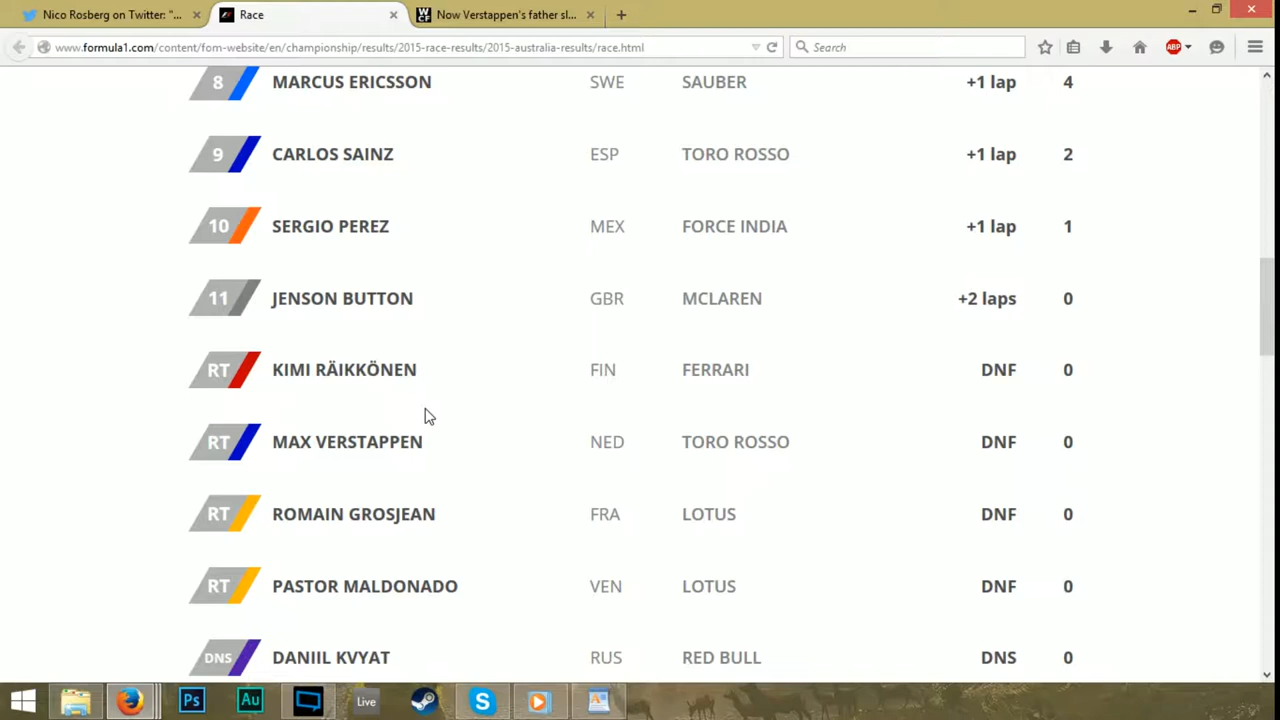 Nico Rosberg on Twitter: "...
Race
WCF
Now Verstappen's father sl...
www.formula1.com/content/fom-website/en/championship/results/2015-race-results/2015-australia-results/race.html
Search
ABP
8 MARCUS ERICSSON SWE SAUBER +1 lap 4
9 CARLOS SAINZ ESP TORO ROSSO +1 lap 2
10 SERGIO PEREZ MEX FORCE INDIA +1 lap 1
11 JENSON BUTTON GBR MCLAREN +2 laps 0
RT KIMI RÄIKKÖNEN FIN FERRARI DNF 0
RT MAX VERSTAPPEN NED TORO ROSSO DNF 0
RT ROMAIN GROSJEAN FRA LOTUS DNF 0
RT PASTOR MALDONADO VEN LOTUS DNF 0
DNS DANIIL KVYAT RUS RED BULL DNS 0
Ps Au Live